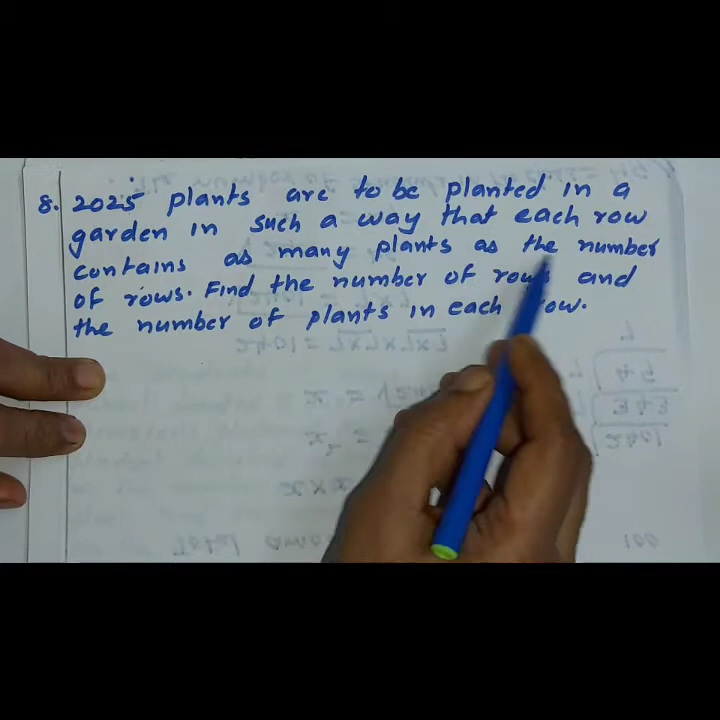 8. 2025 plants are to be planted in a
garden in such a way that each row
contains as many plants as the number
of rows. Find the number of rows and
the number of plants in each row.